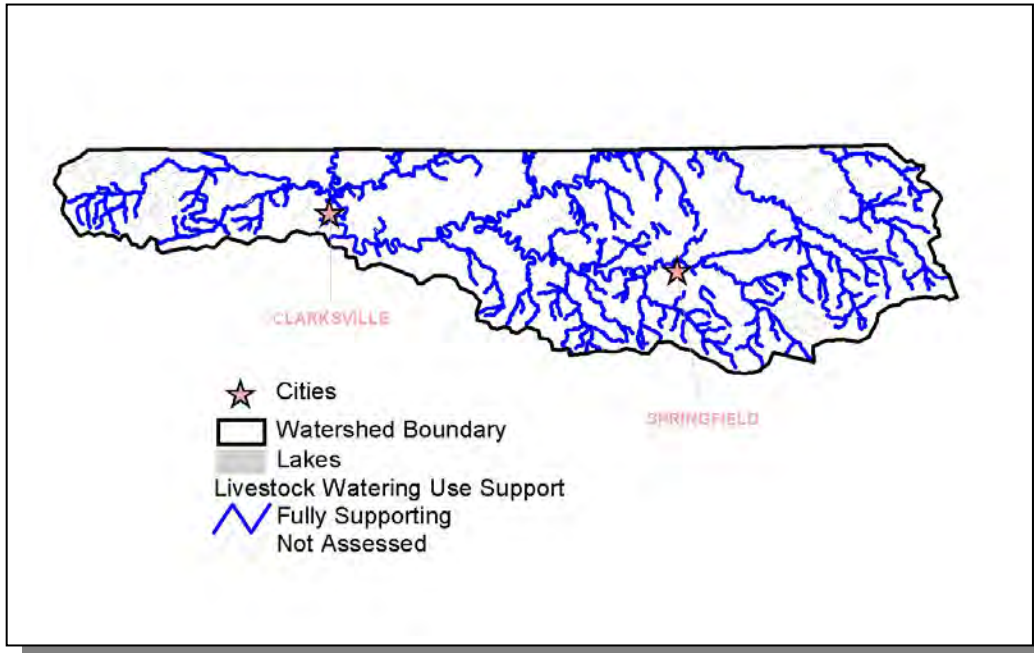 CLARKSVILLE
SPRINGFIELD
Cities
Watershed Boundary
Lakes
Livestock Watering Use Support
Fully Supporting
Not Assessed